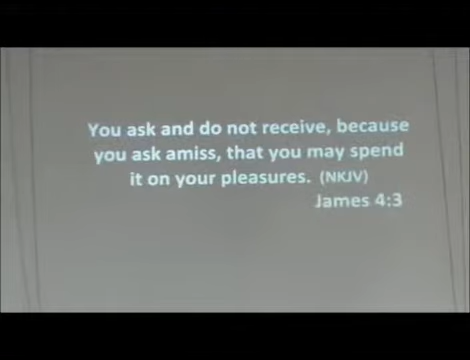 You ask and do not receive, because
you ask amiss, that you may spend
it on your pleasures. (NKJV)
James 4:3